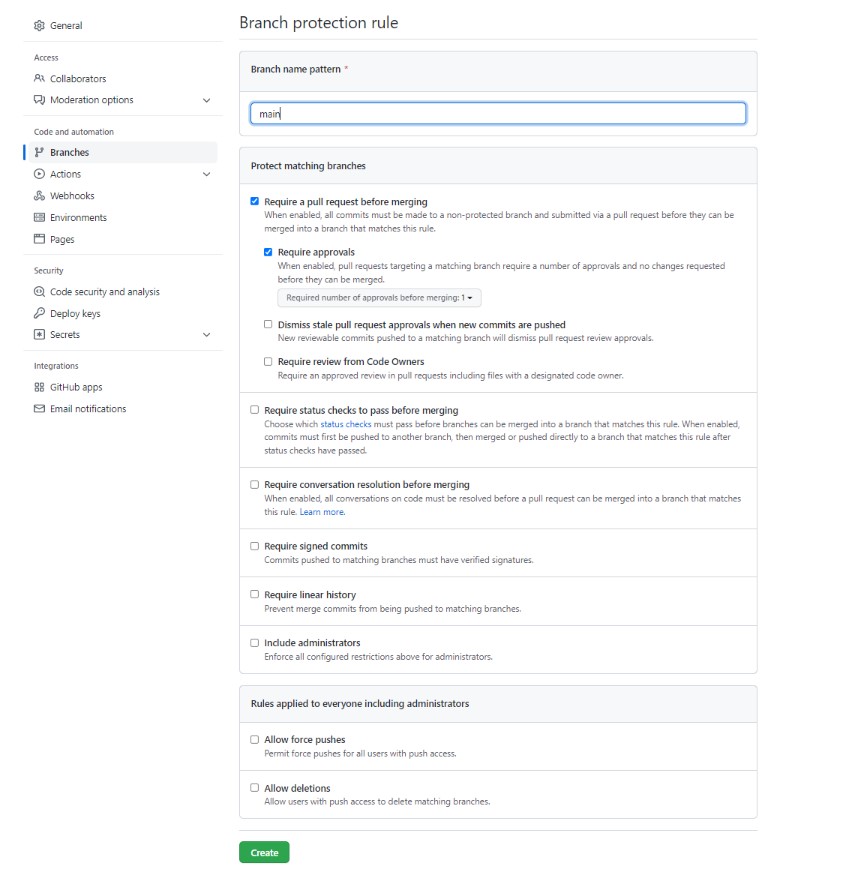 General
Access
Collaborators
Moderation options
Code and automation
Branches
Actions
Webhooks
Environments
Pages
Security
Code security and analysis
Deploy keys
Secrets
Integrations
GitHub apps
Email notifications
Branch protection rule
Branch name pattern *
main
Protect matching branches
Require a pull request before merging
When enabled, all commits must be made to a non-protected branch and submitted via a pull request before they can be
merged into a branch that matches this rule.
Require approvals
When enabled, pull requests targeting a matching branch require a number of approvals and no changes requested
before they can be merged.
Required number of approvals before merging: 1
Dismiss stale pull request approvals when new commits are pushed
New reviewable commits pushed to a matching branch will dismiss pull request review approvals.
Require review from Code Owners
Require an approved review in pull requests including files with a designated code owner.
Require status checks to pass before merging
Choose which status checks must pass before branches can be merged into a branch that matches this rule. When enabled,
commits must first be pushed to another branch, then merged or pushed directly to a branch that matches this rule after
status checks have passed.
Require conversation resolution before merging
When enabled, all conversations on code must be resolved before a pull request can be merged into a branch that matches
this rule. Learn more.
Require signed commits
Commits pushed to matching branches must have verified signatures.
Require linear history
Prevent merge commits from being pushed to matching branches.
Include administrators
Enforce all configured restrictions above for administrators.
Rules applied to everyone including administrators
Allow force pushes
Permit force pushes for all users with push access.
Allow deletions
Allow users with push access to delete matching branches.
Create